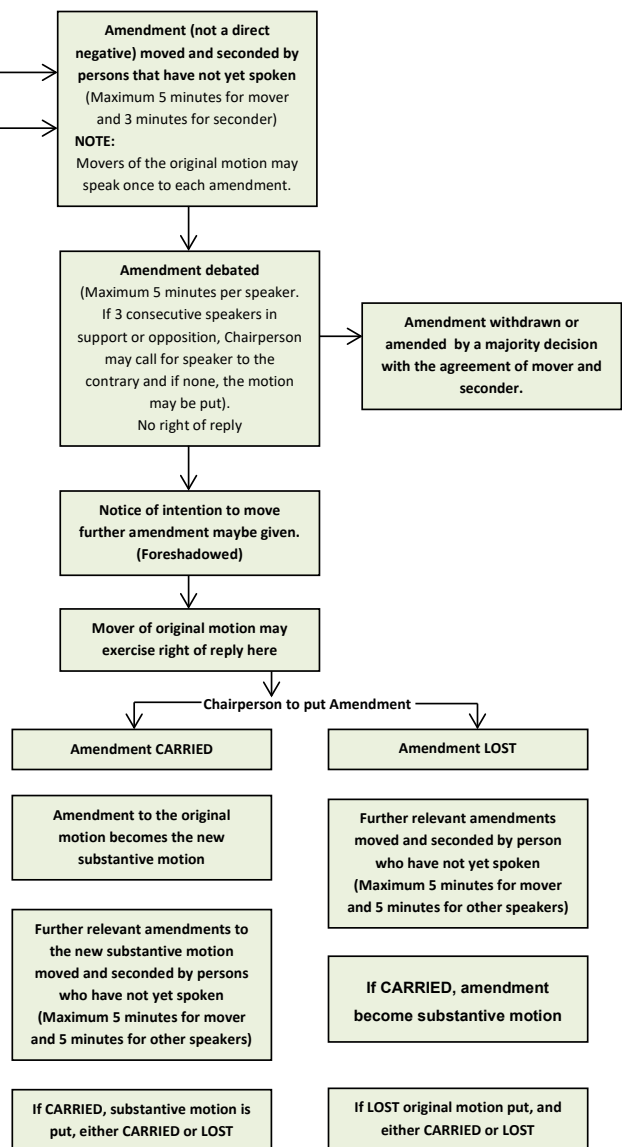 Amendment (not a direct
negative) moved and seconded by
persons that have not yet spoken
(Maximum 5 minutes for mover
and 3 minutes for seconder)
NOTE:
Movers of the original motion may
speak once to each amendment.
Amendment debated
(Maximum 5 minutes per speaker.
If 3 consecutive speakers in
support or opposition, Chairperson
may call for speaker to the
contrary and if none, the motion
may be put).
No right of reply
Amendment withdrawn or
amended by a majority decision
with the agreement of mover and
seconder.
Notice of intention to move
further amendment maybe given.
(Foreshadowed)
Mover of original motion may
exercise right of reply here
Chairperson to put Amendment
Amendment CARRIED
Amendment to the original
motion becomes the new
substantive motion
Further relevant amendments to
the new substantive motion
moved and seconded by persons
who have not yet spoken
(Maximum 5 minutes for mover
and 5 minutes for other speakers)
If CARRIED, substantive motion is
put, either CARRIED or LOST
Amendment LOST
Further relevant amendments
moved and seconded by person
who have not yet spoken
(Maximum 5 minutes for mover
and 5 minutes for other speakers)
If CARRIED, amendment
become substantive motion
If LOST original motion put, and
either CARRIED or LOST